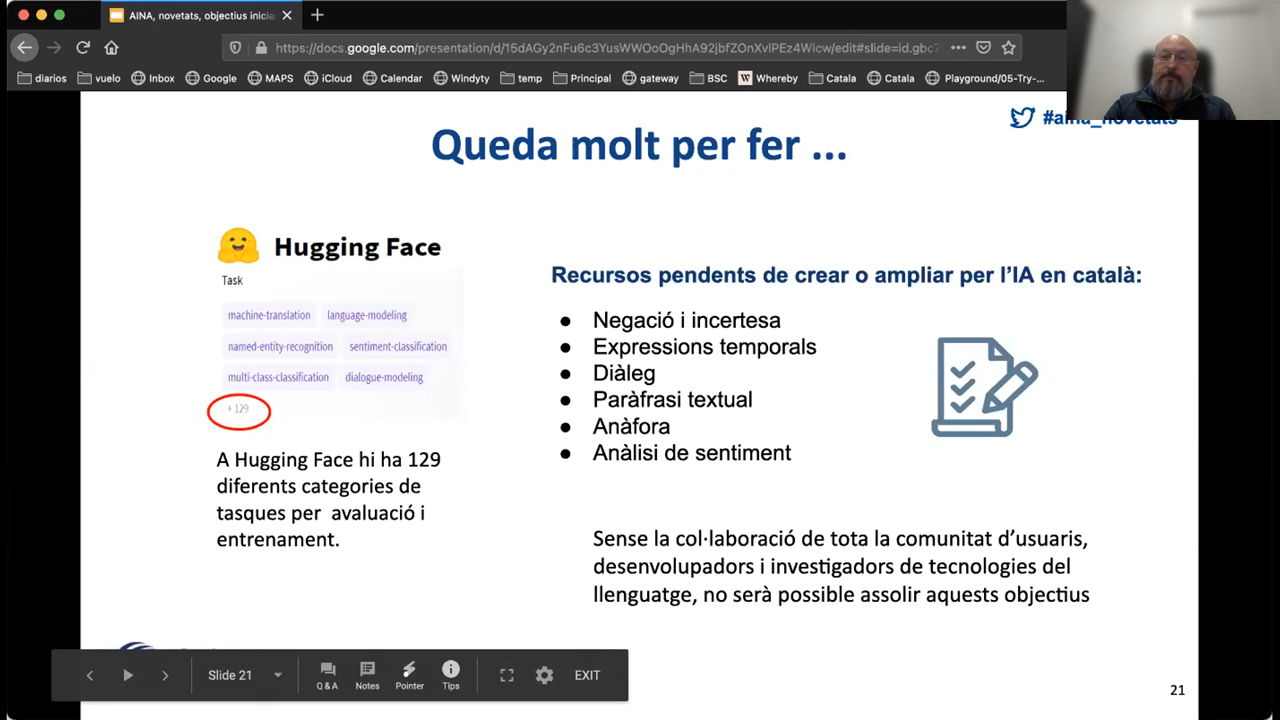 AINA, novetats, objectius inicia
https://docs.google.com/presentation/d/15dAGy2nFu6c3YusWWOoOgHhA92jbfZOnXvlPEz4Wicw/edit#slide=id.gbc7
diarios vuelo Inbox Google MAPS iCloud Calendar Windyty temp Principal gateway BSC Whereby Catala Catala Playground/05-Try-...
#aina_novetats
Queda molt per fer ...
Hugging Face
Task
machine-translation language-modeling
named-entity-recognition sentiment-classification
multi-class-classification dialogue-modeling
+ 129
A Hugging Face hi ha 129
diferents categories de
tasques per avaluació i
entrenament.
Recursos pendents de crear o ampliar per l'IA en català:
● Negació i incertesa
● Expressions temporals
● Diàleg
● Paràfrasi textual
● Anàfora
● Anàlisi de sentiment
Sense la col·laboració de tota la comunitat d'usuaris,
desenvolupadors i investigadors de tecnologies del
llenguatge, no serà possible assolir aquests objectius
Slide 21
Q & A Notes Pointer Tips EXIT
21